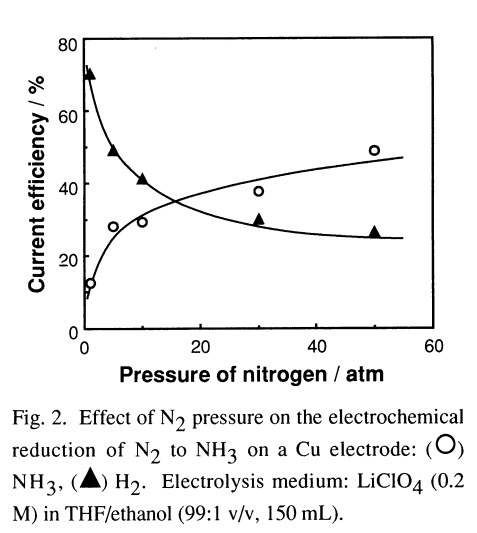 80
60
40
20
0
0 20 40 60
Current efficiency / %
Pressure of nitrogen / atm
Fig. 2. Effect of N2 pressure on the electrochemical
reduction of N2 to NH3 on a Cu electrode: (○)
NH3, (▲) H2. Electrolysis medium: LiClO4 (0.2
M) in THF/ethanol (99:1 v/v, 150 mL).